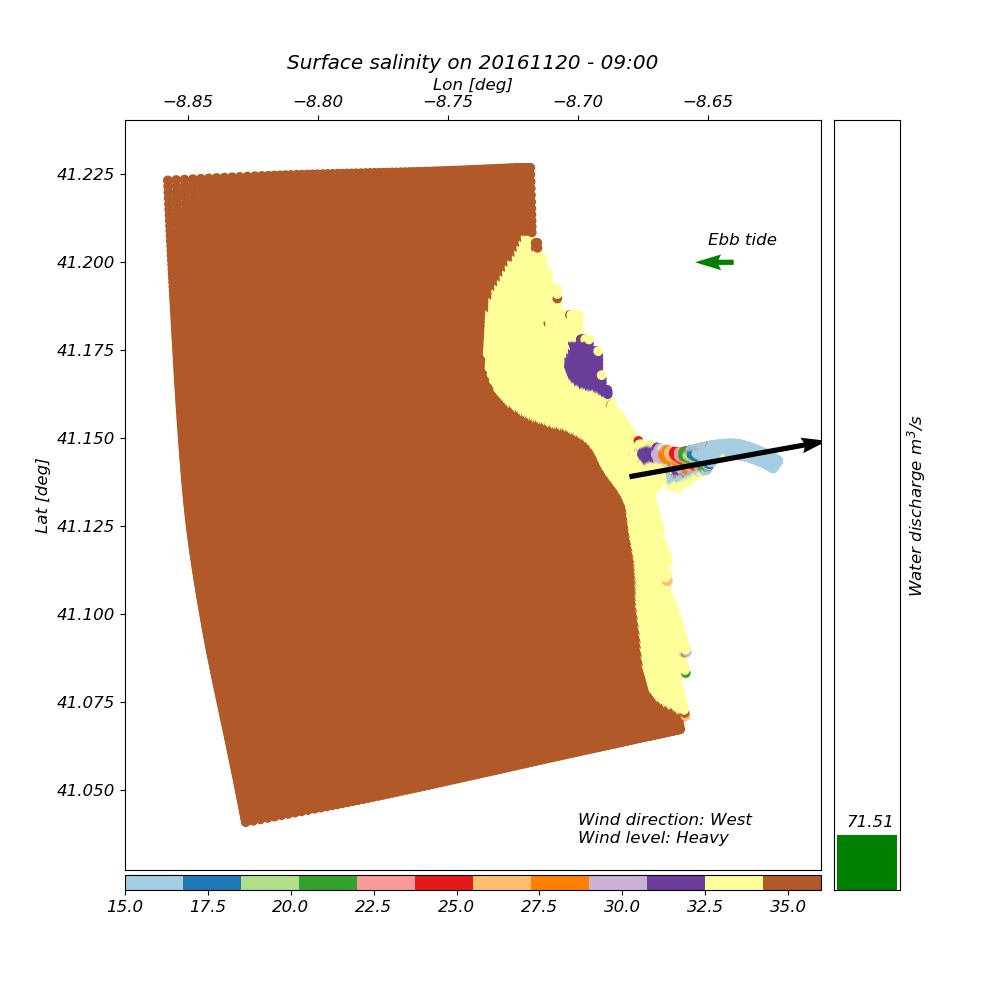 Surface salinity on 20161120 - 09:00
Lon [deg]
−8.85 −8.80 −8.75 −8.70 −8.65
41.225
41.200
41.175
41.150
41.125
41.100
41.075
41.050
Lat [deg]
Ebb tide
Wind direction: West
Wind level: Heavy
15.0 17.5 20.0 22.5 25.0 27.5 30.0 32.5 35.0
71.51
Water discharge m³/s